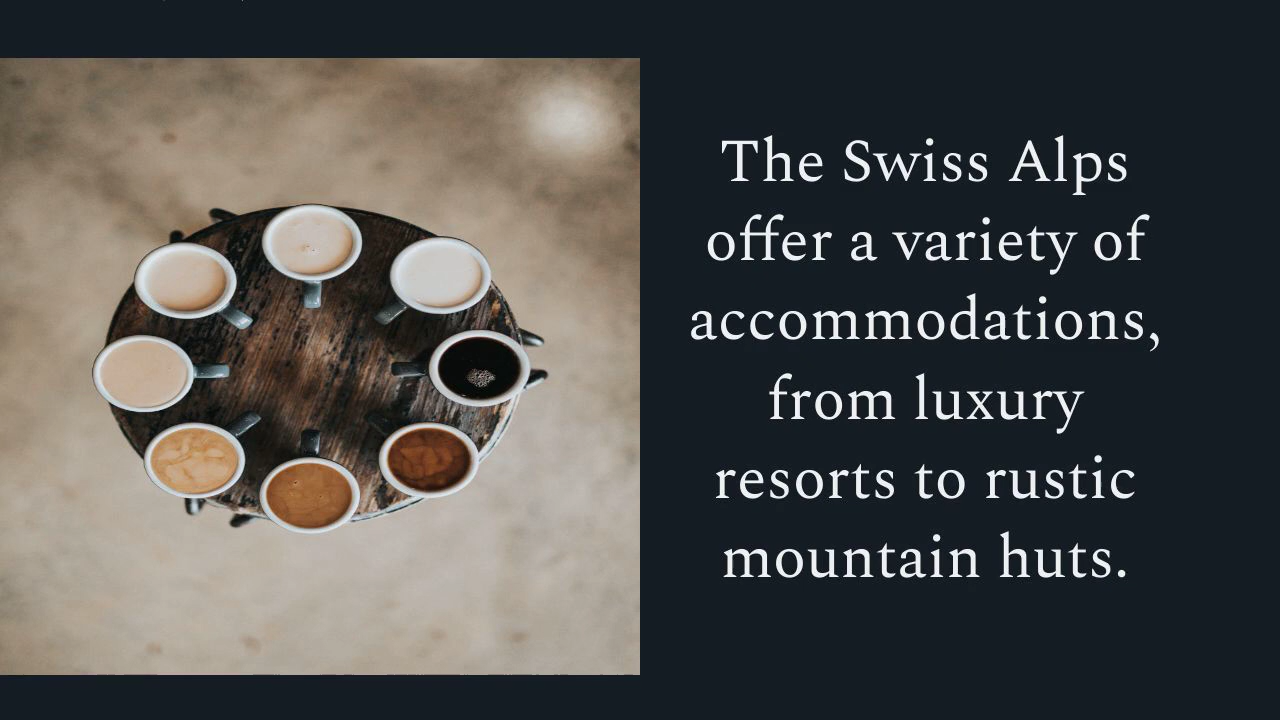 The Swiss Alps
offer a variety of
accommodations,
from luxury
resorts to rustic
mountain huts.